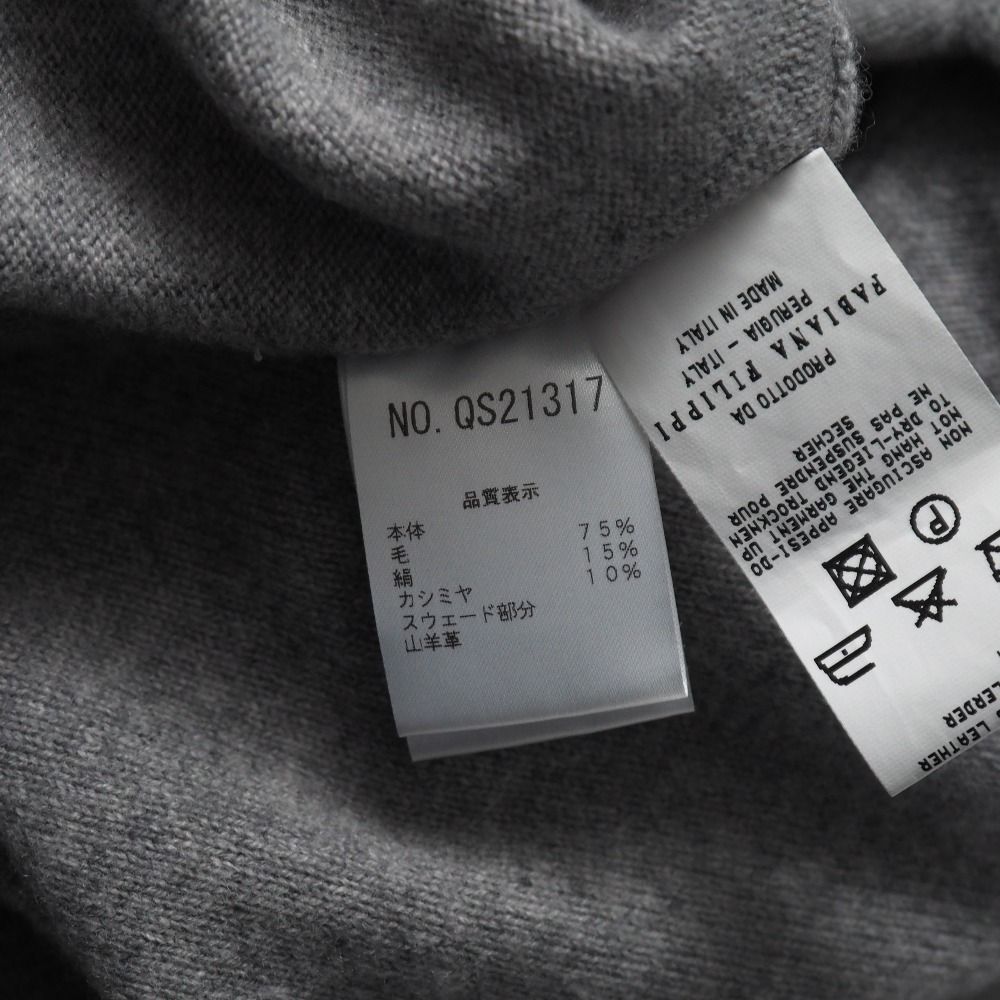 NO. QS21317
品質表示
本体 75%
毛 15%
絹 10%
カシミヤ
スウェード部分
山羊革
FABIANA FILIPPI
PERUGIA - ITALY
MADE IN ITALY
PRODOTTO DA
NON ASCIUGARE APPESI-DO
NOT HANG THE GARMENT UP
TO DRY-LIEGEND TROCKNEN
NE PAS SUSPENDRE POUR
SECHER
P
LEATHER